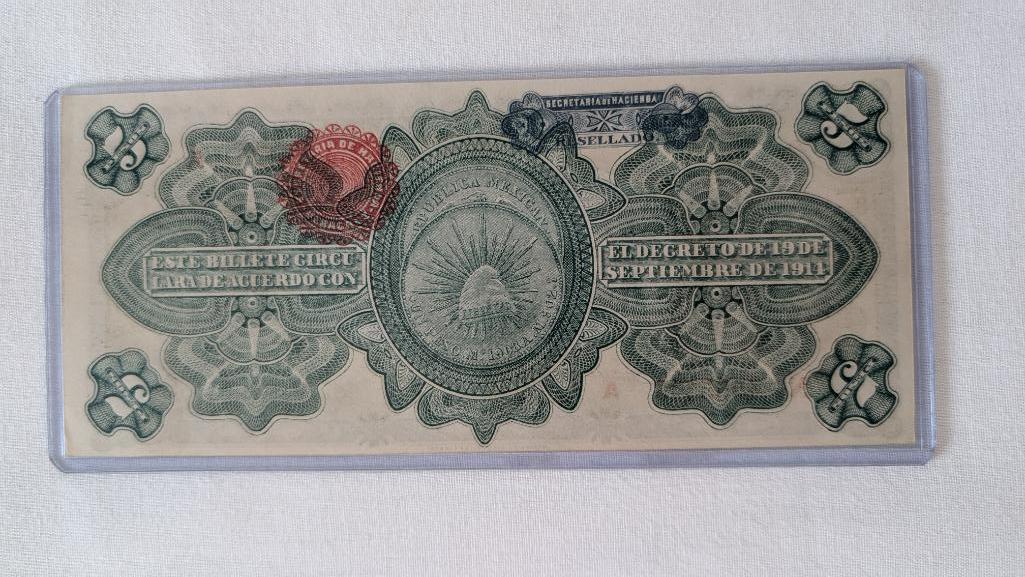 SECRETARIA DE HACIENDA
RESELLADO
5
5
REPUBLICA MEXICANA
ESTE BILLETE CIRCU
LARA DE ACUERDO CON
EL DECRETO DE 19 DE
SEPTIEMBRE DE 1914
LIBERTAD
A
5
5